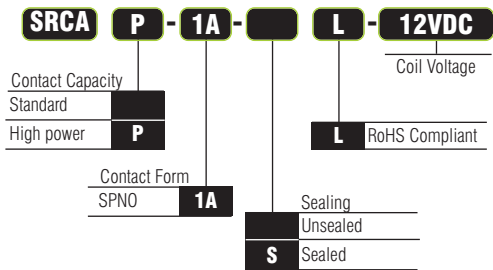 SRCA P - 1A - L - 12VDC
Coil Voltage
Contact Capacity
Standard
High power P
L RoHS Compliant
Contact Form
SPNO 1A
Sealing
Unsealed
S Sealed